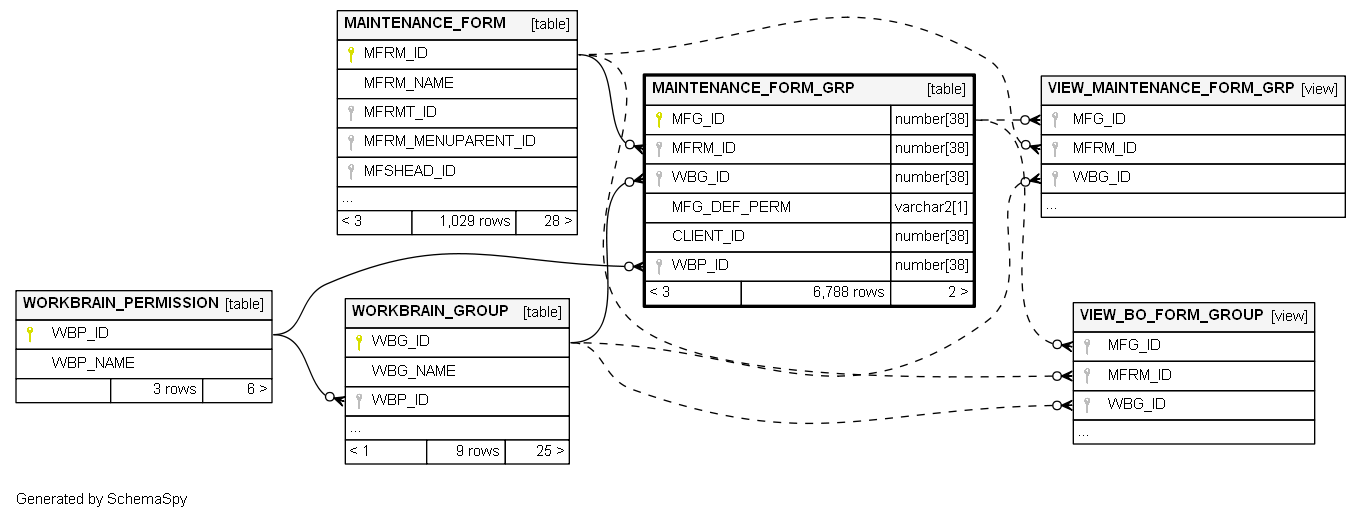 MAINTENANCE_FORM [table]
MFRM_ID
MFRM_NAME
MFRMT_ID
MFRM_MENUPARENT_ID
MFSHEAD_ID
...
< 3 1,029 rows 28 >
MAINTENANCE_FORM_GRP [table]
MFG_ID number[38]
MFRM_ID number[38]
WBG_ID number[38]
MFG_DEF_PERM varchar2[1]
CLIENT_ID number[38]
WBP_ID number[38]
< 3 6,788 rows 2 >
VIEW_MAINTENANCE_FORM_GRP [view]
MFG_ID
MFRM_ID
WBG_ID
...
WORKBRAIN_PERMISSION [table]
WBP_ID
WBP_NAME
3 rows 6 >
WORKBRAIN_GROUP [table]
WBG_ID
WBG_NAME
WBP_ID
...
< 1 9 rows 25 >
VIEW_BO_FORM_GROUP [view]
MFG_ID
MFRM_ID
WBG_ID
...
Generated by SchemaSpy